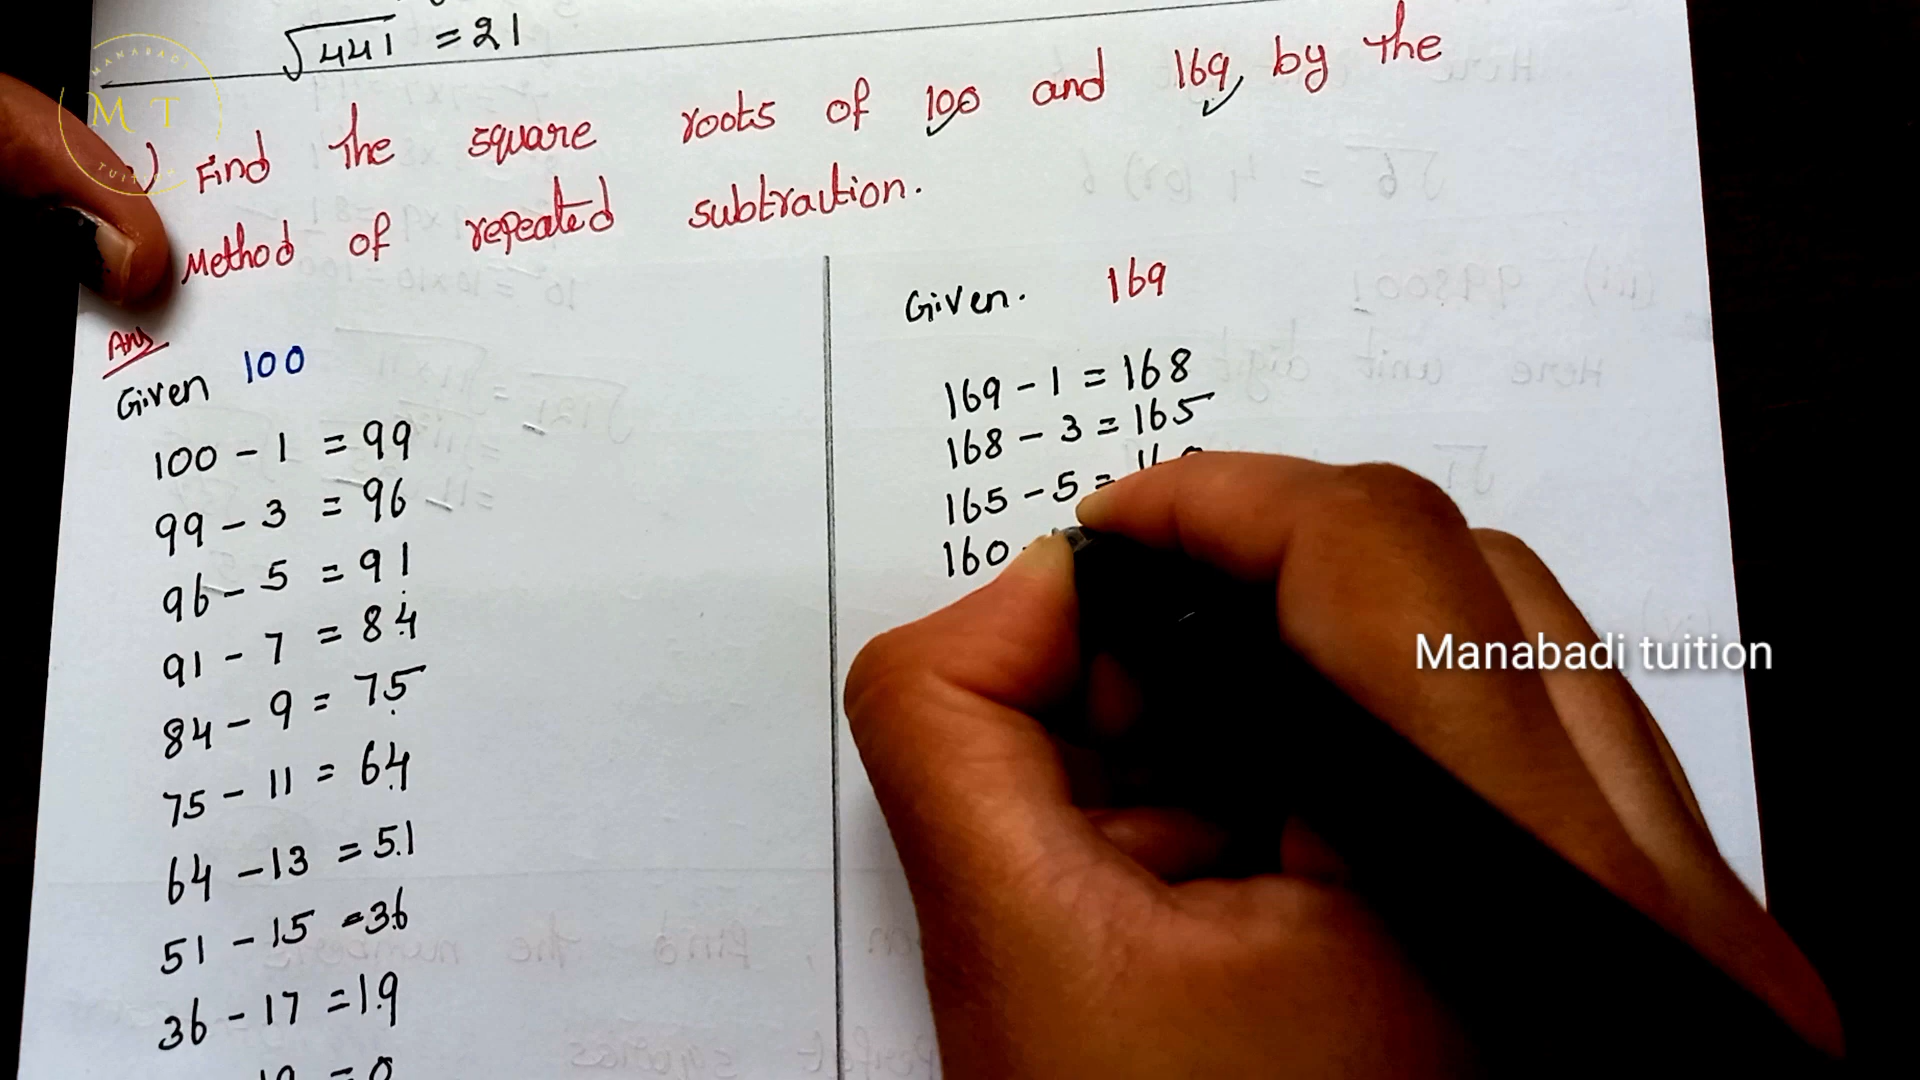 √441 = 21
MANABADI
M T
TUITION
Find the square roots of 100 and 169, by the
Method of repeated subtraction.
Ans
Given 100
100 - 1 = 99
99 - 3 = 96
96 - 5 = 91
91 - 7 = 84
84 - 9 = 75
75 - 11 = 64
64 - 13 = 51
51 - 15 = 36
36 - 17 = 19
= 0
Given. 169
169 - 1 = 168
168 - 3 = 165
165 - 5 =
160 -
Manabadi tuition